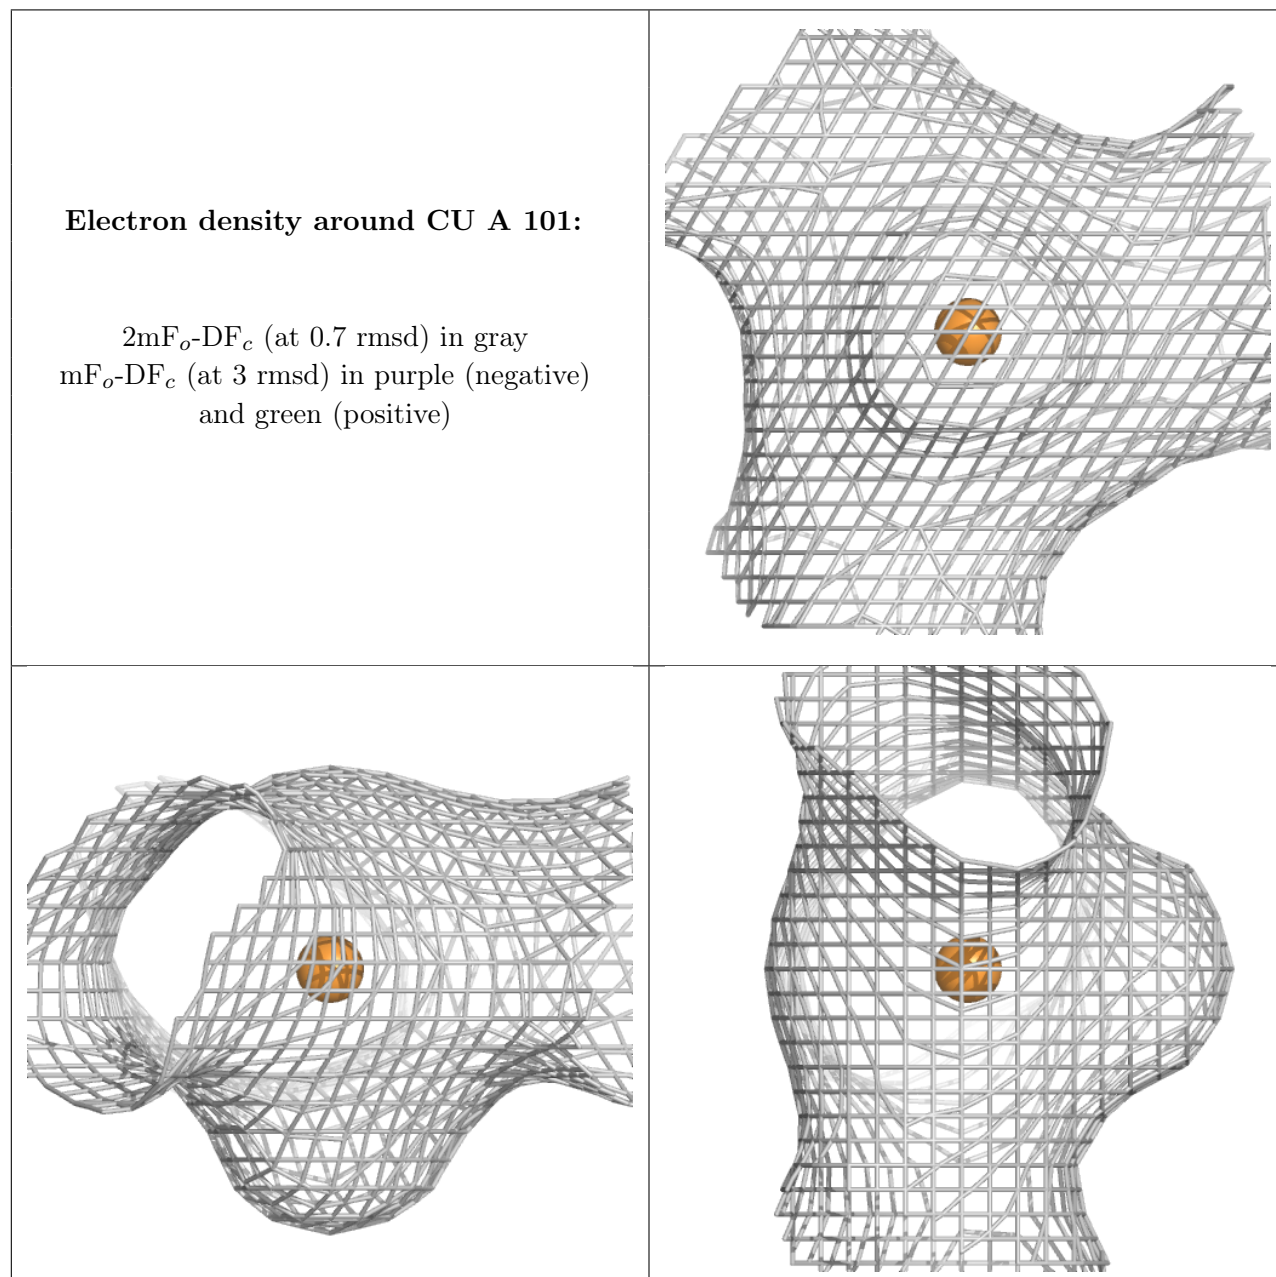 Electron density around CU A 101:
2mFₒ-DF𝒸 (at 0.7 rmsd) in gray
mFₒ-DF𝒸 (at 3 rmsd) in purple (negative)
and green (positive)